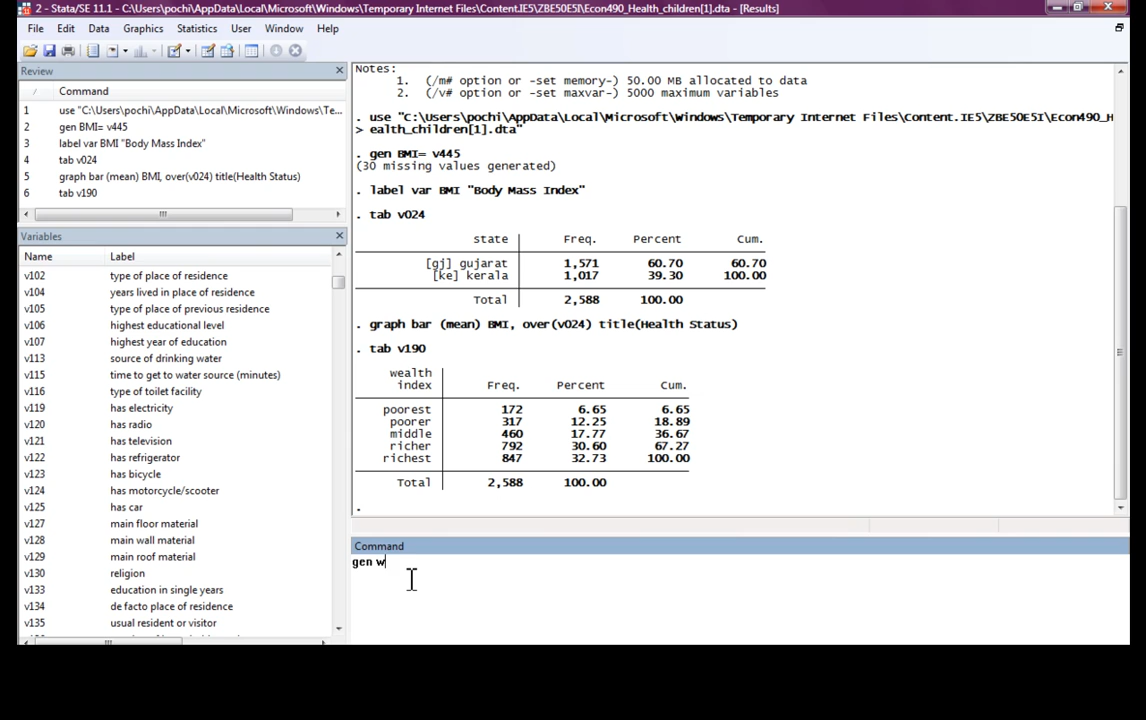 2 - Stata/SE 11.1 - C:\Users\pochi\AppData\Local\Microsoft\Windows\Temporary Internet Files\Content.IE5\ZBE50E5I\Econ490_Health_children[1].dta - [Results]
File Edit Data Graphics Statistics User Window Help
Review
Command
1 use "C:\Users\pochi\AppData\Local\Microsoft\Windows\Te...
2 gen BMI= v445
3 label var BMI "Body Mass Index"
4 tab v024
5 graph bar (mean) BMI, over(v024) title(Health Status)
6 tab v190
Variables
Name Label
v102 type of place of residence
v104 years lived in place of residence
v105 type of place of previous residence
v106 highest educational level
v107 highest year of education
v113 source of drinking water
v115 time to get to water source (minutes)
v116 type of toilet facility
v119 has electricity
v120 has radio
v121 has television
v122 has refrigerator
v123 has bicycle
v124 has motorcycle/scooter
v125 has car
v127 main floor material
v128 main wall material
v129 main roof material
v130 religion
v133 education in single years
v134 de facto place of residence
v135 usual resident or visitor
Notes:
1. (/m# option or -set memory-) 50.00 MB allocated to data
2. (/v# option or -set maxvar-) 5000 maximum variables
. use "C:\Users\pochi\AppData\Local\Microsoft\Windows\Temporary Internet Files\Content.IE5\ZBE50E5I\Econ490_H
> ealth_children[1].dta"
. gen BMI= v445
(30 missing values generated)
. label var BMI "Body Mass Index"
. tab v024
state Freq. Percent Cum.
[gj] gujarat 1,571 60.70 60.70
[ke] kerala 1,017 39.30 100.00
Total 2,588 100.00
. graph bar (mean) BMI, over(v024) title(Health Status)
. tab v190
wealth
index Freq. Percent Cum.
poorest 172 6.65 6.65
poorer 317 12.25 18.89
middle 460 17.77 36.67
richer 792 30.60 67.27
richest 847 32.73 100.00
Total 2,588 100.00
.
Command
gen w